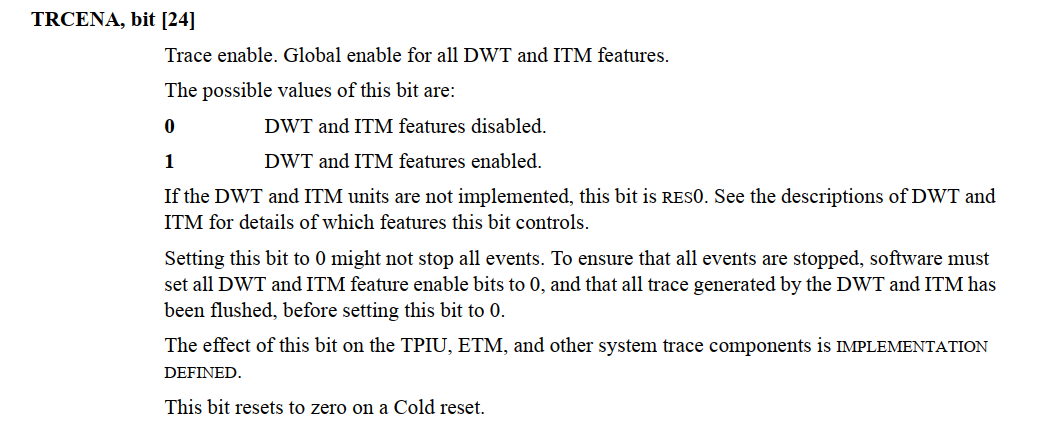 TRCENA, bit [24]
Trace enable. Global enable for all DWT and ITM features.
The possible values of this bit are:
0 DWT and ITM features disabled.
1 DWT and ITM features enabled.
If the DWT and ITM units are not implemented, this bit is RES0. See the descriptions of DWT and
ITM for details of which features this bit controls.
Setting this bit to 0 might not stop all events. To ensure that all events are stopped, software must
set all DWT and ITM feature enable bits to 0, and that all trace generated by the DWT and ITM has
been flushed, before setting this bit to 0.
The effect of this bit on the TPIU, ETM, and other system trace components is IMPLEMENTATION
DEFINED.
This bit resets to zero on a Cold reset.